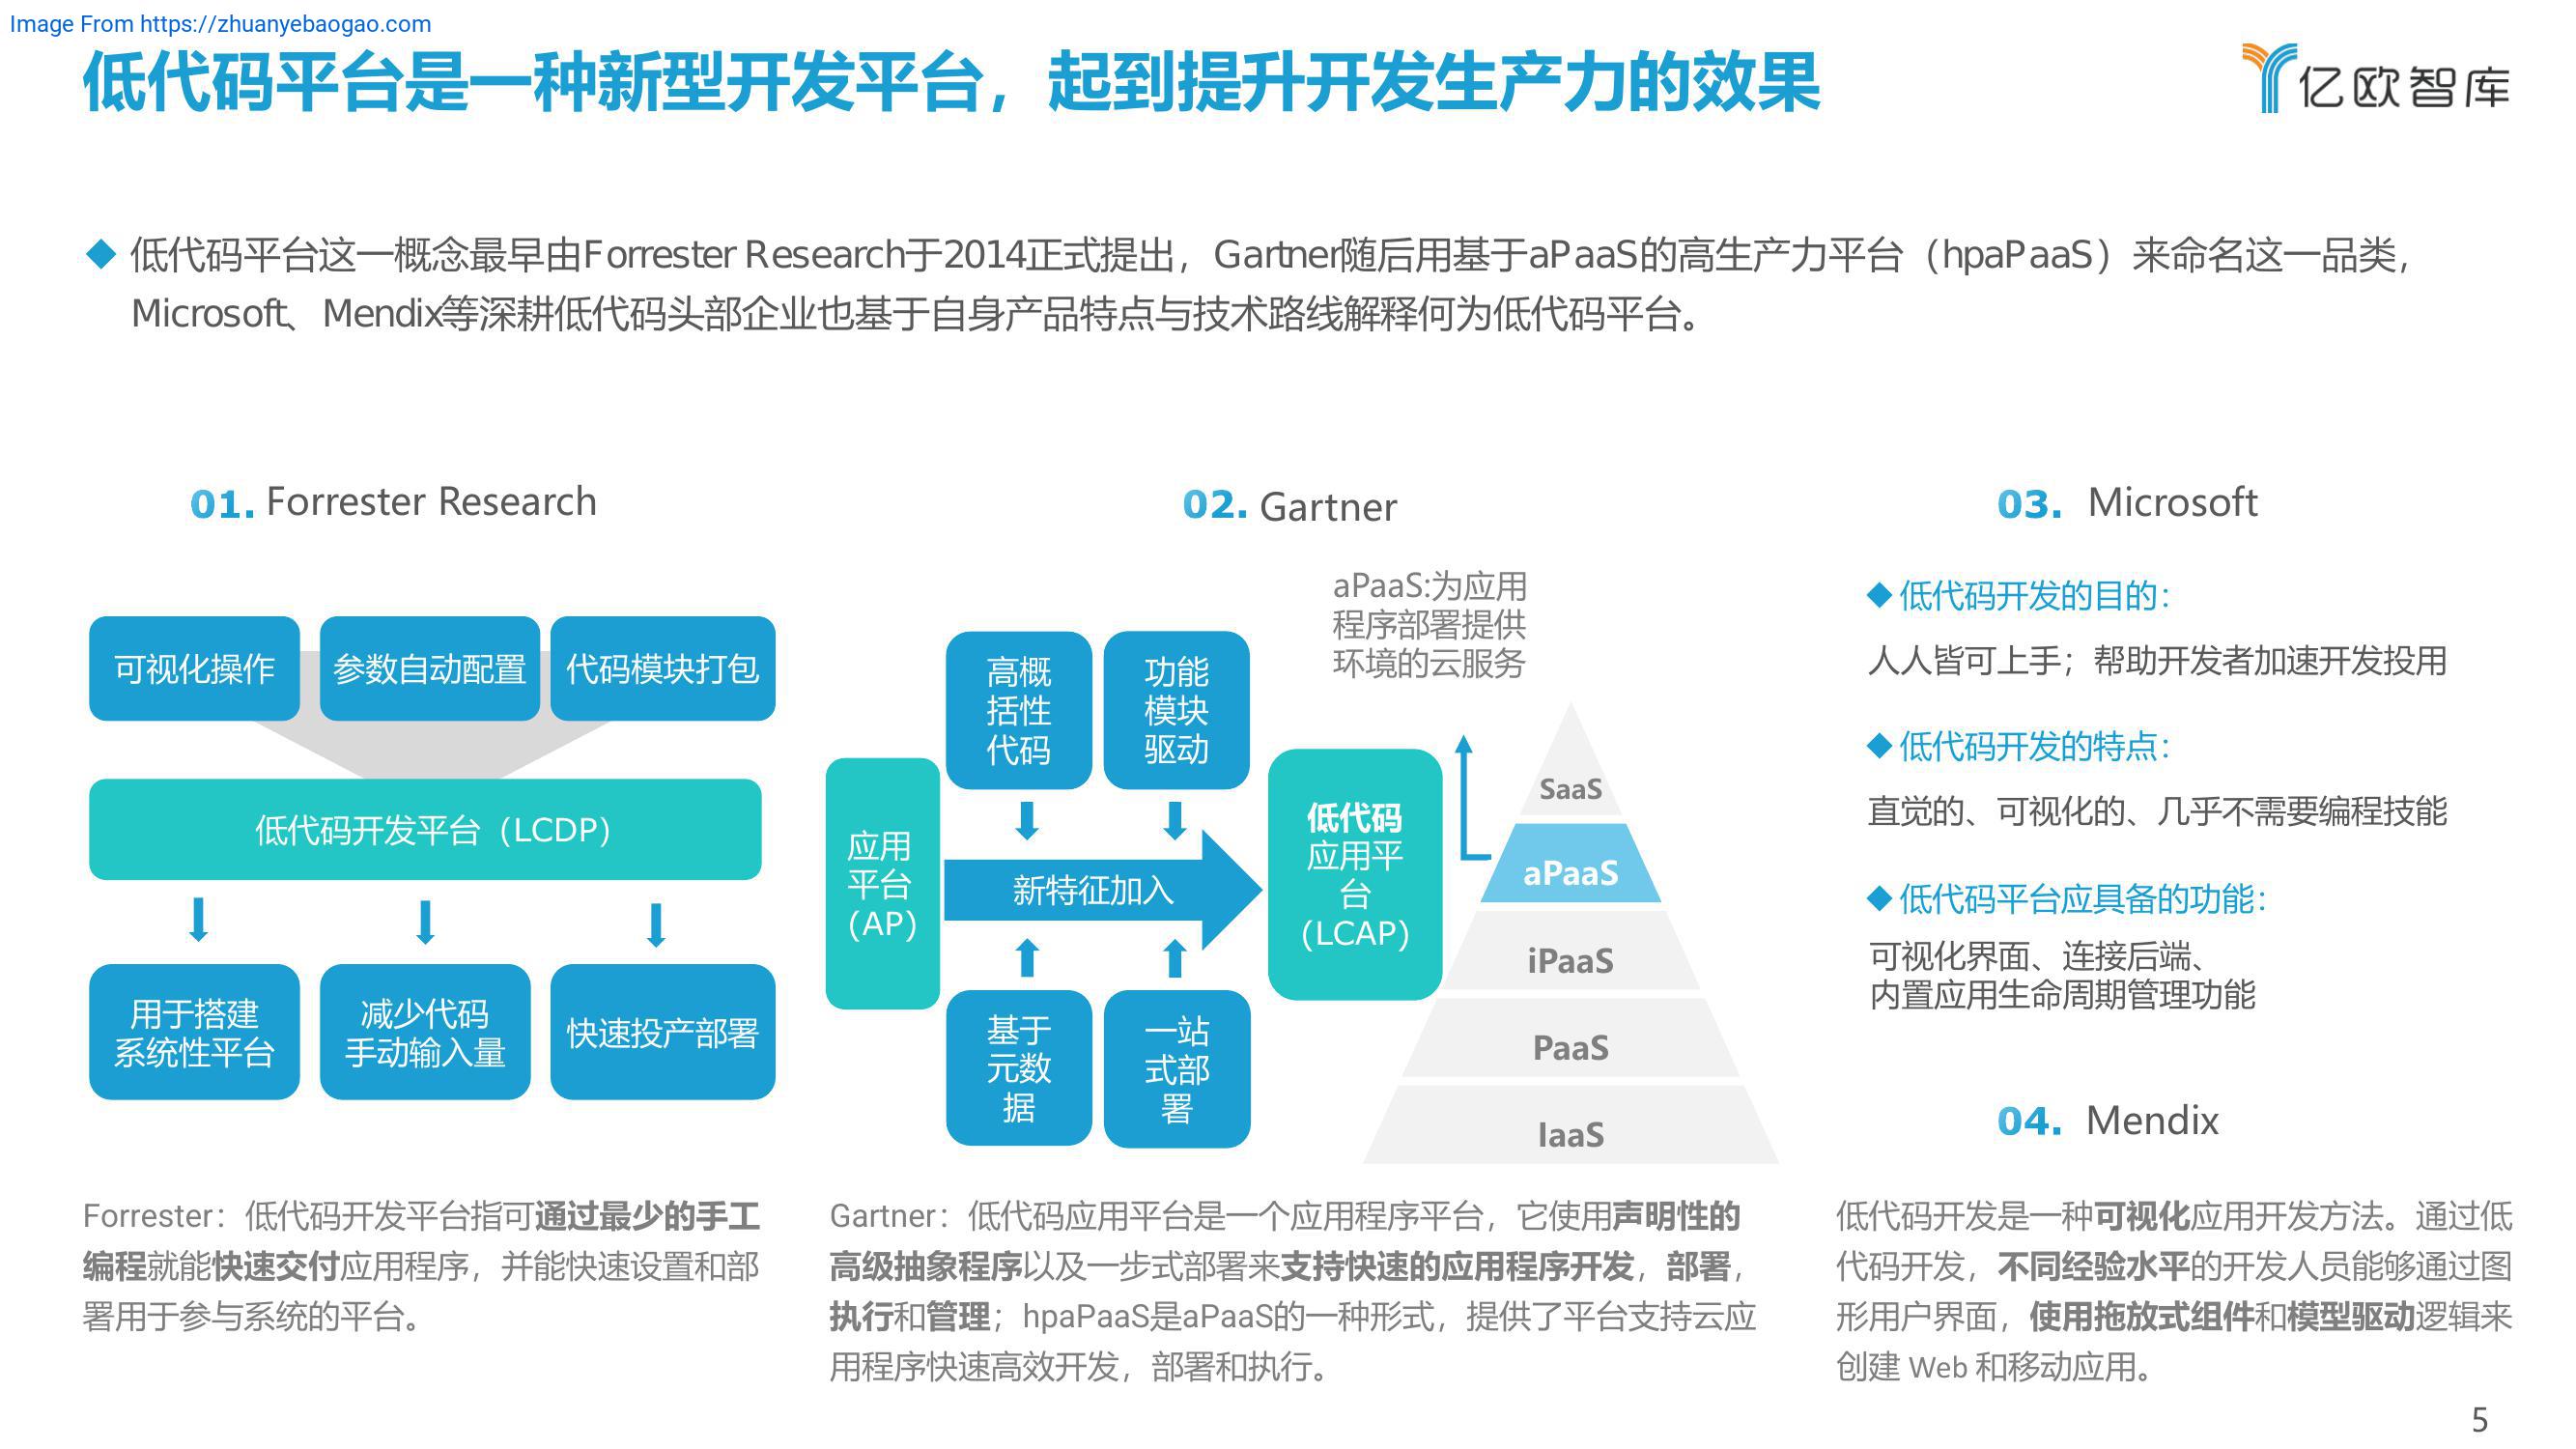 Image From https://zhuanyebaogao.com
低代码平台是一种新型开发平台，起到提升开发生产力的效果
亿欧智库
低代码平台这一概念最早由Forrester Research于2014正式提出，Gartner随后用基于aPaaS的高生产力平台（hpaPaaS）来命名这一品类，
Microsoft、Mendix等深耕低代码头部企业也基于自身产品特点与技术路线解释何为低代码平台。
01. Forrester Research
可视化操作
参数自动配置
代码模块打包
低代码开发平台（LCDP）
用于搭建
系统性平台
减少代码
手动输入量
快速投产部署
Forrester：低代码开发平台指可通过最少的手工
编程就能快速交付应用程序，并能快速设置和部
署用于参与系统的平台。
02. Gartner
应用
平台
（AP）
高概
括性
代码
功能
模块
驱动
新特征加入
基于
元数
据
一站
式部
署
低代码
应用平
台
（LCAP）
aPaaS:为应用
程序部署提供
环境的云服务
SaaS
aPaaS
iPaaS
PaaS
IaaS
Gartner：低代码应用平台是一个应用程序平台，它使用声明性的
高级抽象程序以及一步式部署来支持快速的应用程序开发，部署，
执行和管理；hpaPaaS是aPaaS的一种形式，提供了平台支持云应
用程序快速高效开发，部署和执行。
03. Microsoft
低代码开发的目的：
人人皆可上手；帮助开发者加速开发投用
低代码开发的特点：
直觉的、可视化的、几乎不需要编程技能
低代码平台应具备的功能：
可视化界面、连接后端、
内置应用生命周期管理功能
04. Mendix
低代码开发是一种可视化应用开发方法。通过低
代码开发，不同经验水平的开发人员能够通过图
形用户界面，使用拖放式组件和模型驱动逻辑来
创建 Web 和移动应用。
5